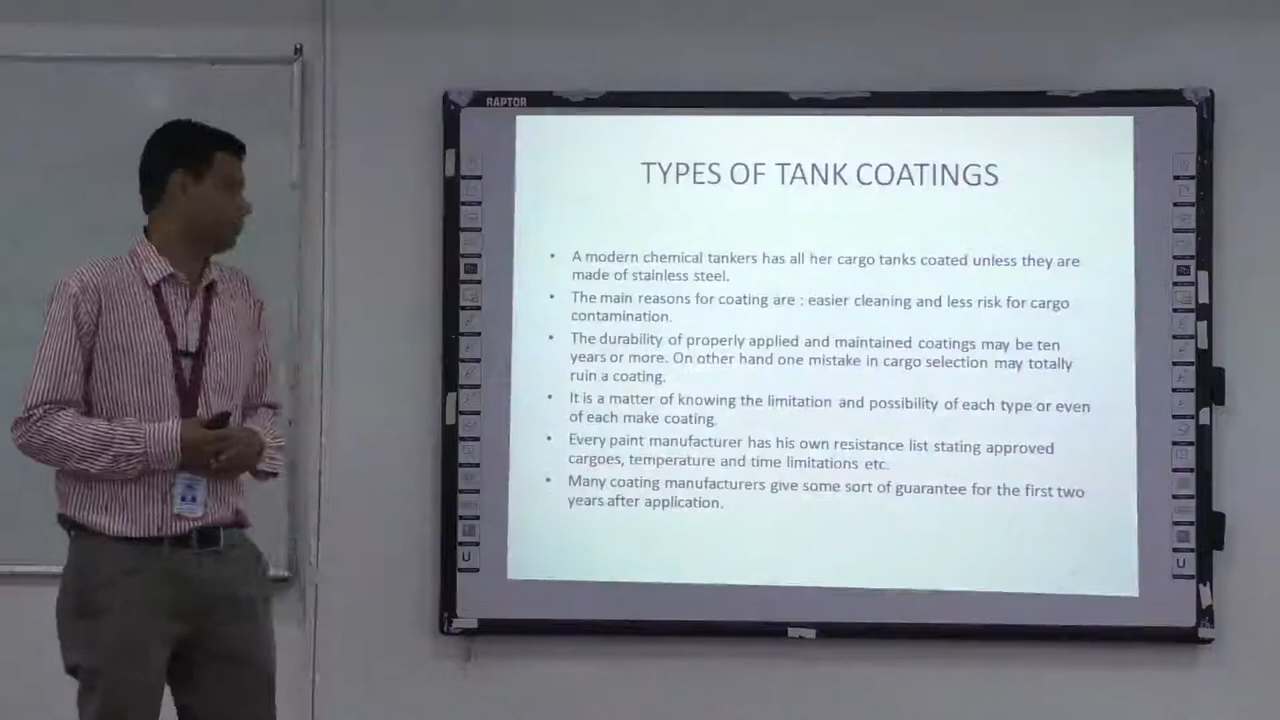 RAPTOR
TYPES OF TANK COATINGS
• A modern chemical tankers has all her cargo tanks coated unless they are
made of stainless steel.
• The main reasons for coating are : easier cleaning and less risk for cargo
contamination.
• The durability of properly applied and maintained coatings may be ten
years or more. On other hand one mistake in cargo selection may totally
ruin a coating.
• It is a matter of knowing the limitation and possibility of each type or even
of each make coating.
• Every paint manufacturer has his own resistance list stating approved
cargoes, temperature and time limitations etc.
• Many coating manufacturers give some sort of guarantee for the first two
years after application.
U
U